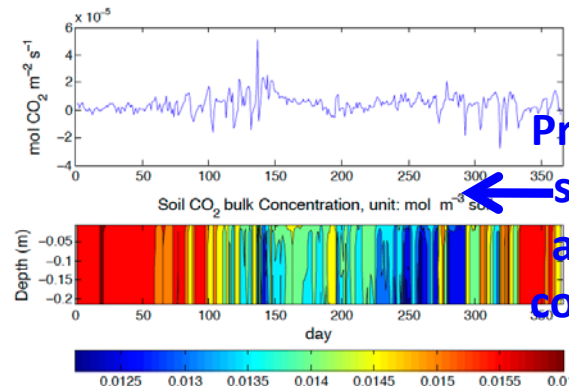 × 10⁻⁵
6
4
2
0
−2
−4
mol CO₂ m⁻² s⁻¹
0 50 100 150 200 250 300 350
Soil CO₂ bulk Concentration, unit: mol m⁻³
Depth (m)
−0.05
−0.1
−0.15
−0.2
0 50 100 150 200 250 300 350
day
0.0125 0.013 0.0135 0.014 0.0145 0.015 0.0155